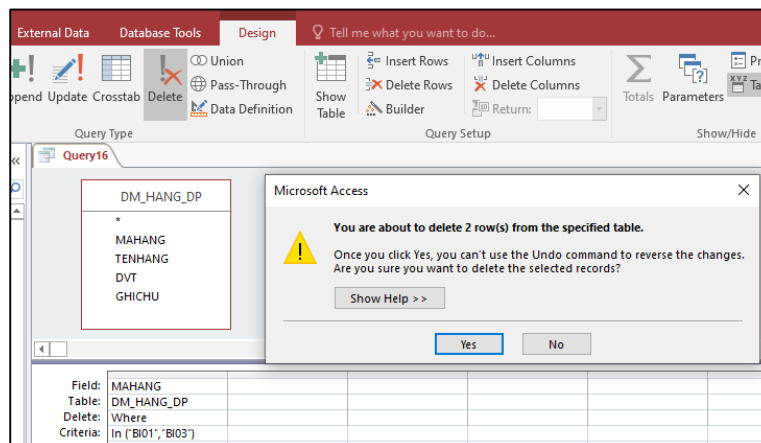 External Data Database Tools Design Tell me what you want to do...
Union
Pass-Through
Data Definition
Update Crosstab Delete
Query Type
Show
Table
Insert Rows
Delete Rows
Builder
Insert Columns
Delete Columns
Return:
Query Setup
Totals Parameters
Show/Hide
Query16
DM_HANG_DP
*
MAHANG
TENHANG
DVT
GHICHU
Microsoft Access
You are about to delete 2 row(s) from the specified table.
Once you click Yes, you can't use the Undo command to reverse the changes.
Are you sure you want to delete the selected records?
Show Help >>
Yes No
Field: MAHANG
Table: DM_HANG_DP
Delete: Where
Criteria: In ("BI01","BI03")